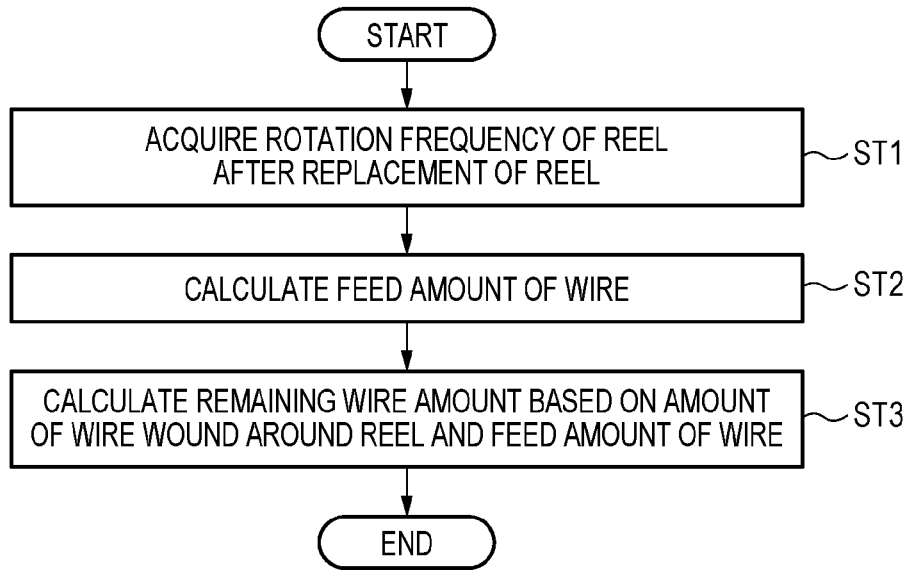 START
ACQUIRE ROTATION FREQUENCY OF REEL
AFTER REPLACEMENT OF REEL
ST1
CALCULATE FEED AMOUNT OF WIRE
ST2
CALCULATE REMAINING WIRE AMOUNT BASED ON AMOUNT
OF WIRE WOUND AROUND REEL AND FEED AMOUNT OF WIRE
ST3
END